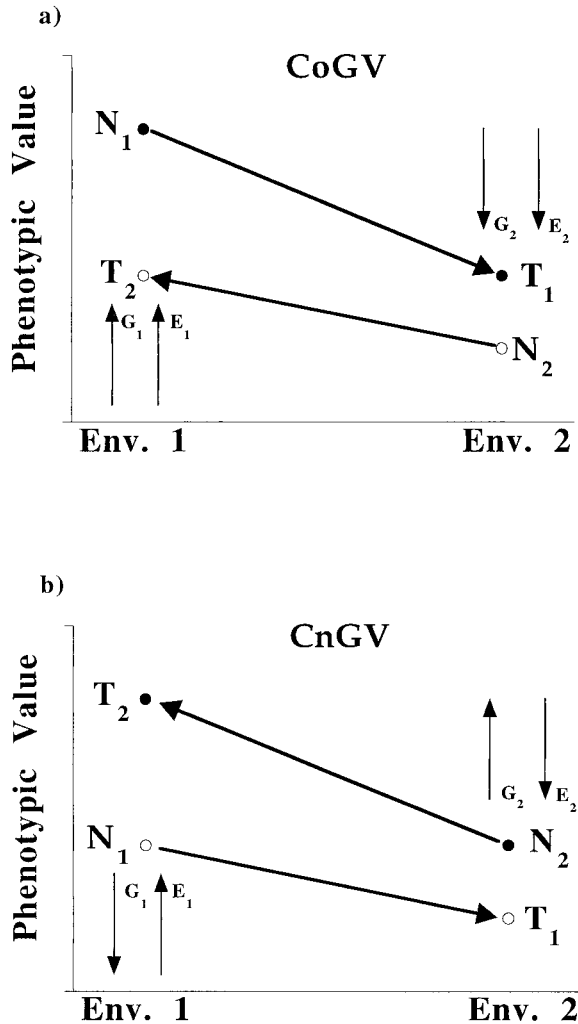 a)
CoGV
Phenotypic Value
N1
G2 E2
T2
T1
G1 E1
N2
Env. 1 Env. 2
b)
CnGV
Phenotypic Value
T2
G2 E2
N1
N2
G1 E1
T1
Env. 1 Env. 2